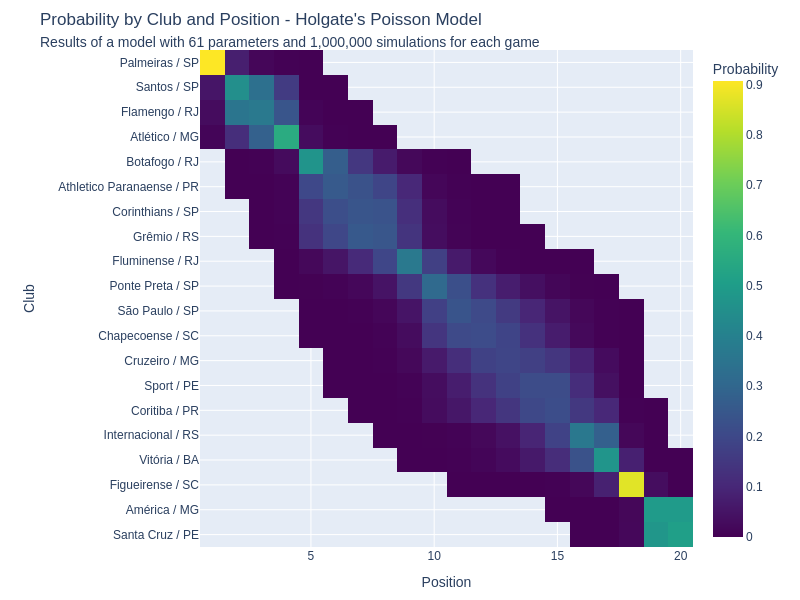 Probability by Club and Position - Holgate's Poisson Model
Results of a model with 61 parameters and 1,000,000 simulations for each game
Probability
Club
Palmeiras / SP
Santos / SP
Flamengo / RJ
Atlético / MG
Botafogo / RJ
Athletico Paranaense / PR
Corinthians / SP
Grêmio / RS
Fluminense / RJ
Ponte Preta / SP
São Paulo / SP
Chapecoense / SC
Cruzeiro / MG
Sport / PE
Coritiba / PR
Internacional / RS
Vitória / BA
Figueirense / SC
América / MG
Santa Cruz / PE
0.9
0.8
0.7
0.6
0.5
0.4
0.3
0.2
0.1
0
5 10 15 20
Position